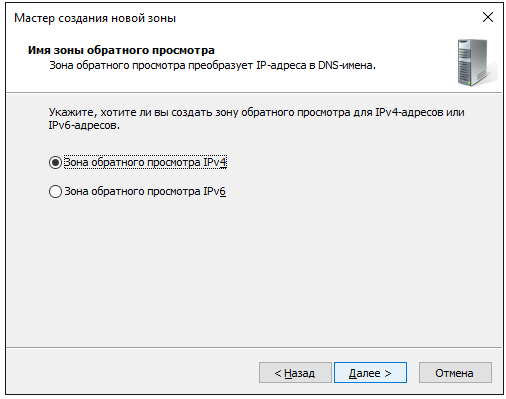 Мастер создания новой зоны
Имя зоны обратного просмотра
Зона обратного просмотра преобразует IP-адреса в DNS-имена.
Укажите, хотите ли вы создать зону обратного просмотра для IPv4-адресов или
IPv6-адресов.
Зона обратного просмотра IPv4
Зона обратного просмотра IPv6
< Назад
Далее >
Отмена